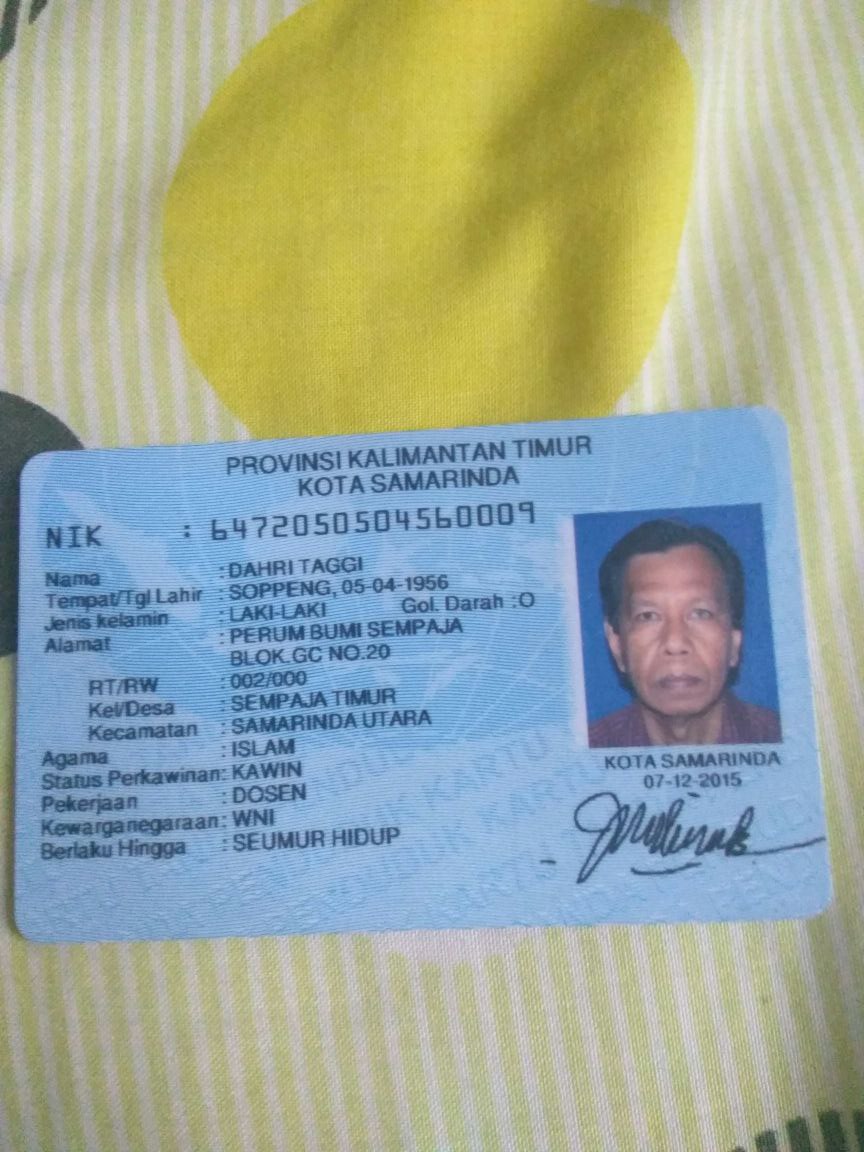 PROVINSI KALIMANTAN TIMUR
KOTA SAMARINDA
NIK : 6472050504560009
Nama : DAHRI TAGGI
Tempat/Tgl Lahir : SOPPENG, 05-04-1956
Jenis kelamin : LAKI-LAKI Gol. Darah :O
Alamat : PERUM BUMI SEMPAJA
BLOK.GC NO.20
RT/RW : 002/000
Kel/Desa : SEMPAJA TIMUR
Kecamatan : SAMARINDA UTARA
Agama : ISLAM
Status Perkawinan: KAWIN
Pekerjaan : DOSEN
Kewarganegaraan: WNI
Berlaku Hingga : SEUMUR HIDUP
KOTA SAMARINDA
07-12-2015